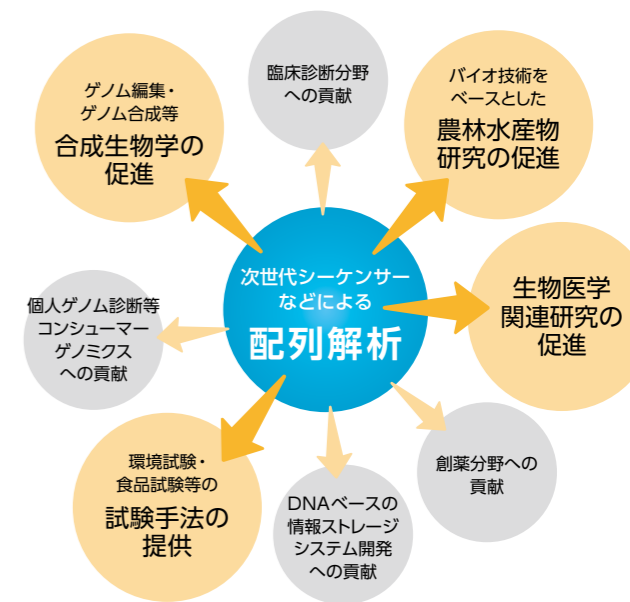 臨床診断分野
への貢献
ゲノム編集・
ゲノム合成等
合成生物学の
促進
バイオ技術を
ベースとした
農林水産物
研究の促進
次世代シーケンサー
などによる
配列解析
生物医学
関連研究の
促進
個人ゲノム診断等
コンシューマー
ゲノミクス
への貢献
環境試験・
食品試験等の
試験手法の
提供
DNAベースの
情報ストレージ
システム開発
への貢献
創薬分野への
貢献